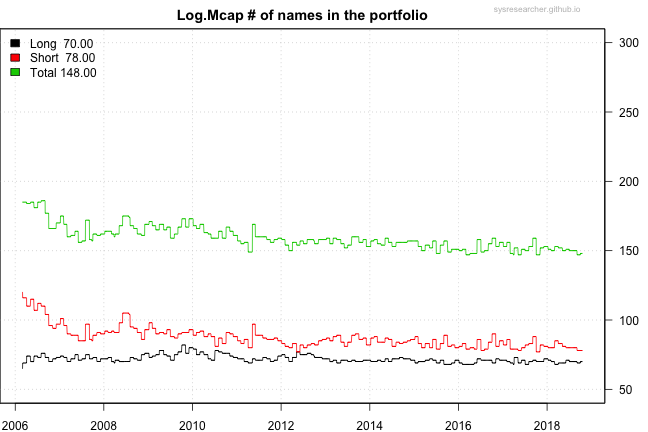 Log.Mcap # of names in the portfolio
sysresearcher.github.io
Long 70.00
Short 78.00
Total 148.00
300
250
200
150
100
50
2006 2008 2010 2012 2014 2016 2018